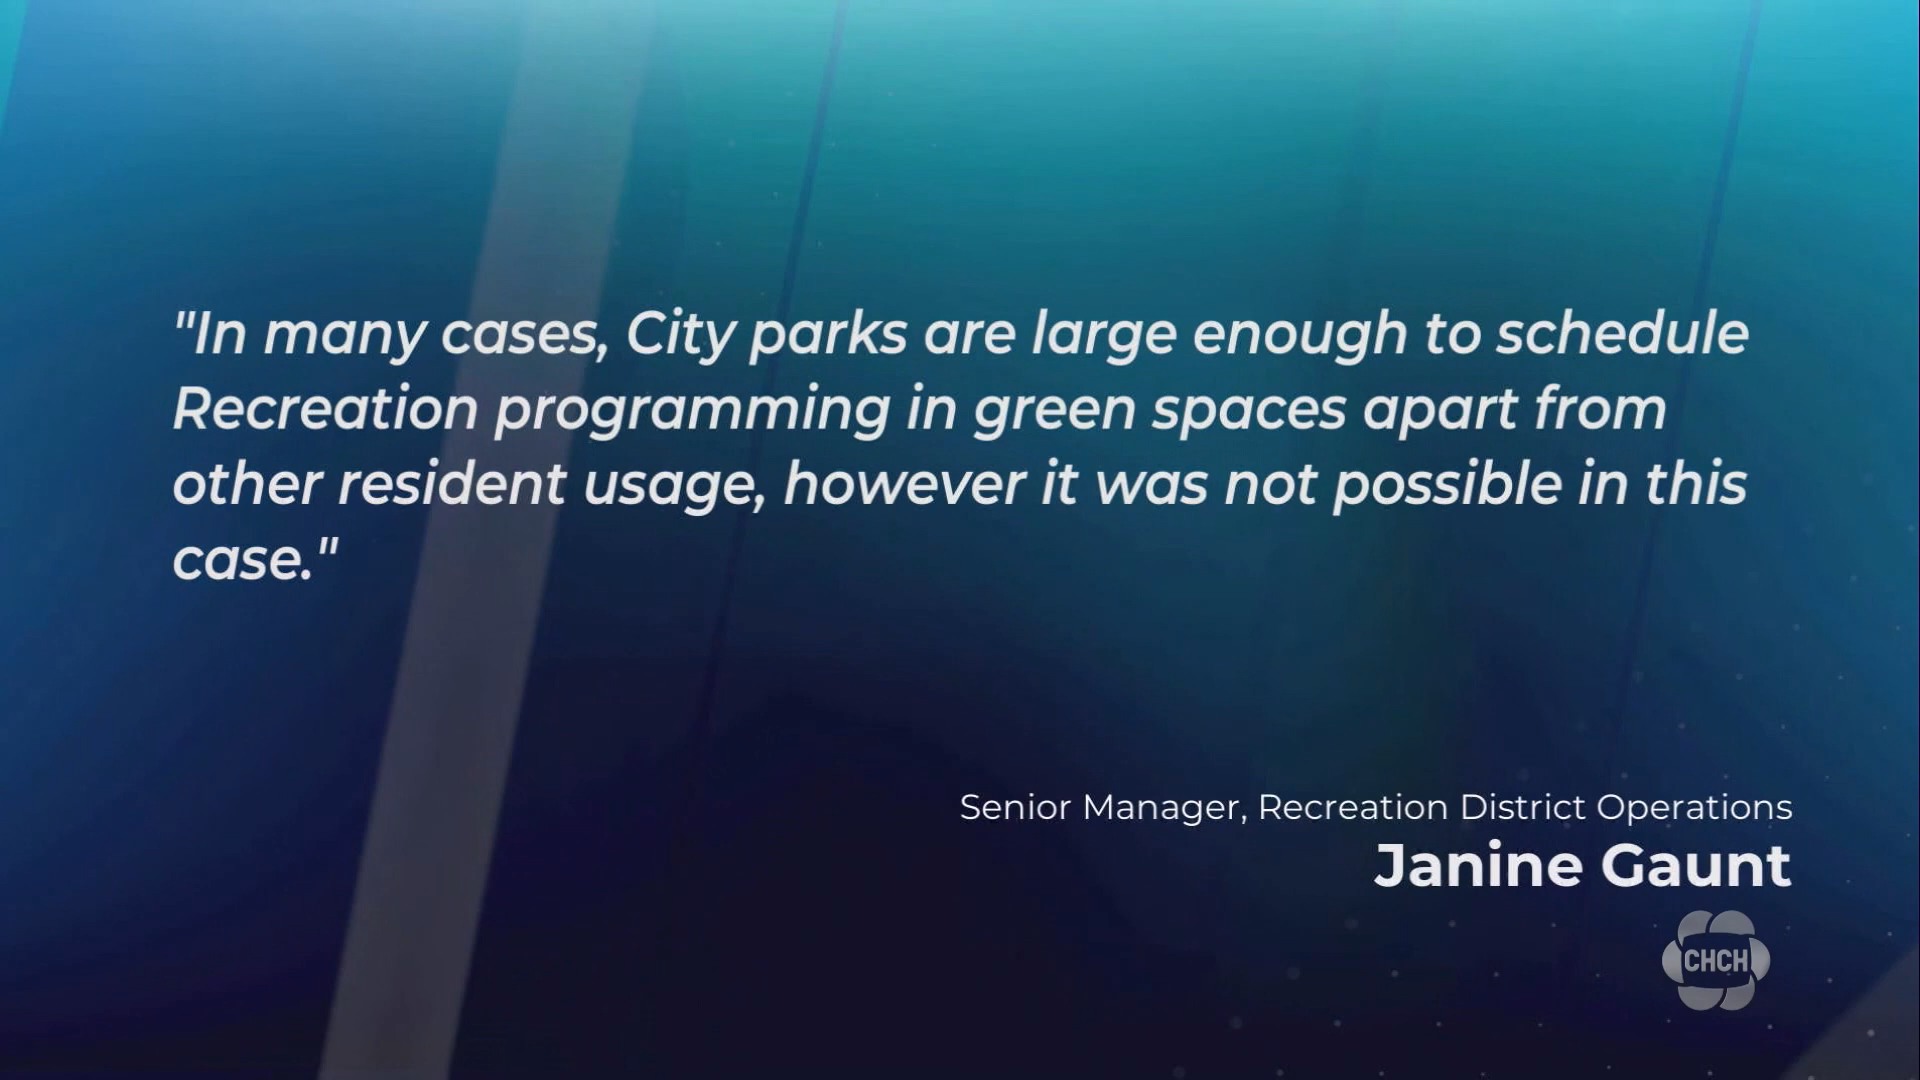 "In many cases, City parks are large enough to schedule
Recreation programming in green spaces apart from
other resident usage, however it was not possible in this
case."
Senior Manager, Recreation District Operations
Janine Gaunt
CHCH